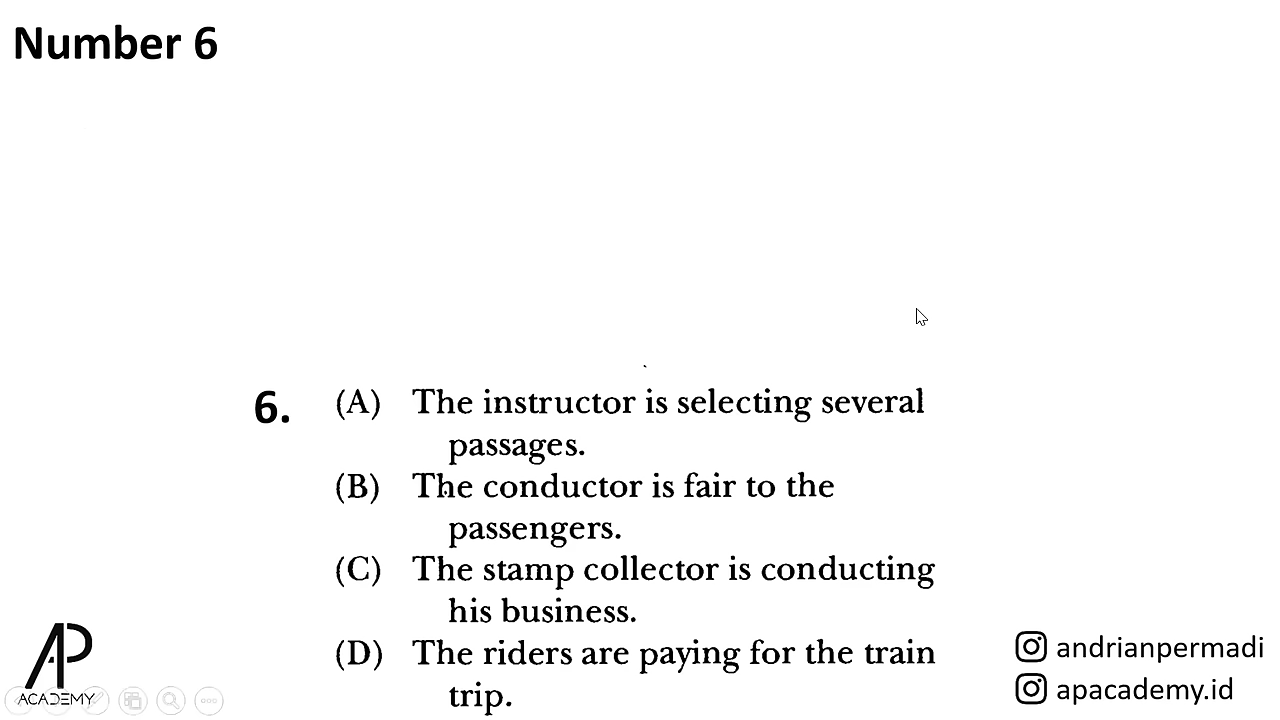 Number 6
6. (A) The instructor is selecting several
passages.
(B) The conductor is fair to the
passengers.
(C) The stamp collector is conducting
his business.
(D) The riders are paying for the train
trip.
AP
ACADEMY
andrianpermadi
apacademy.id